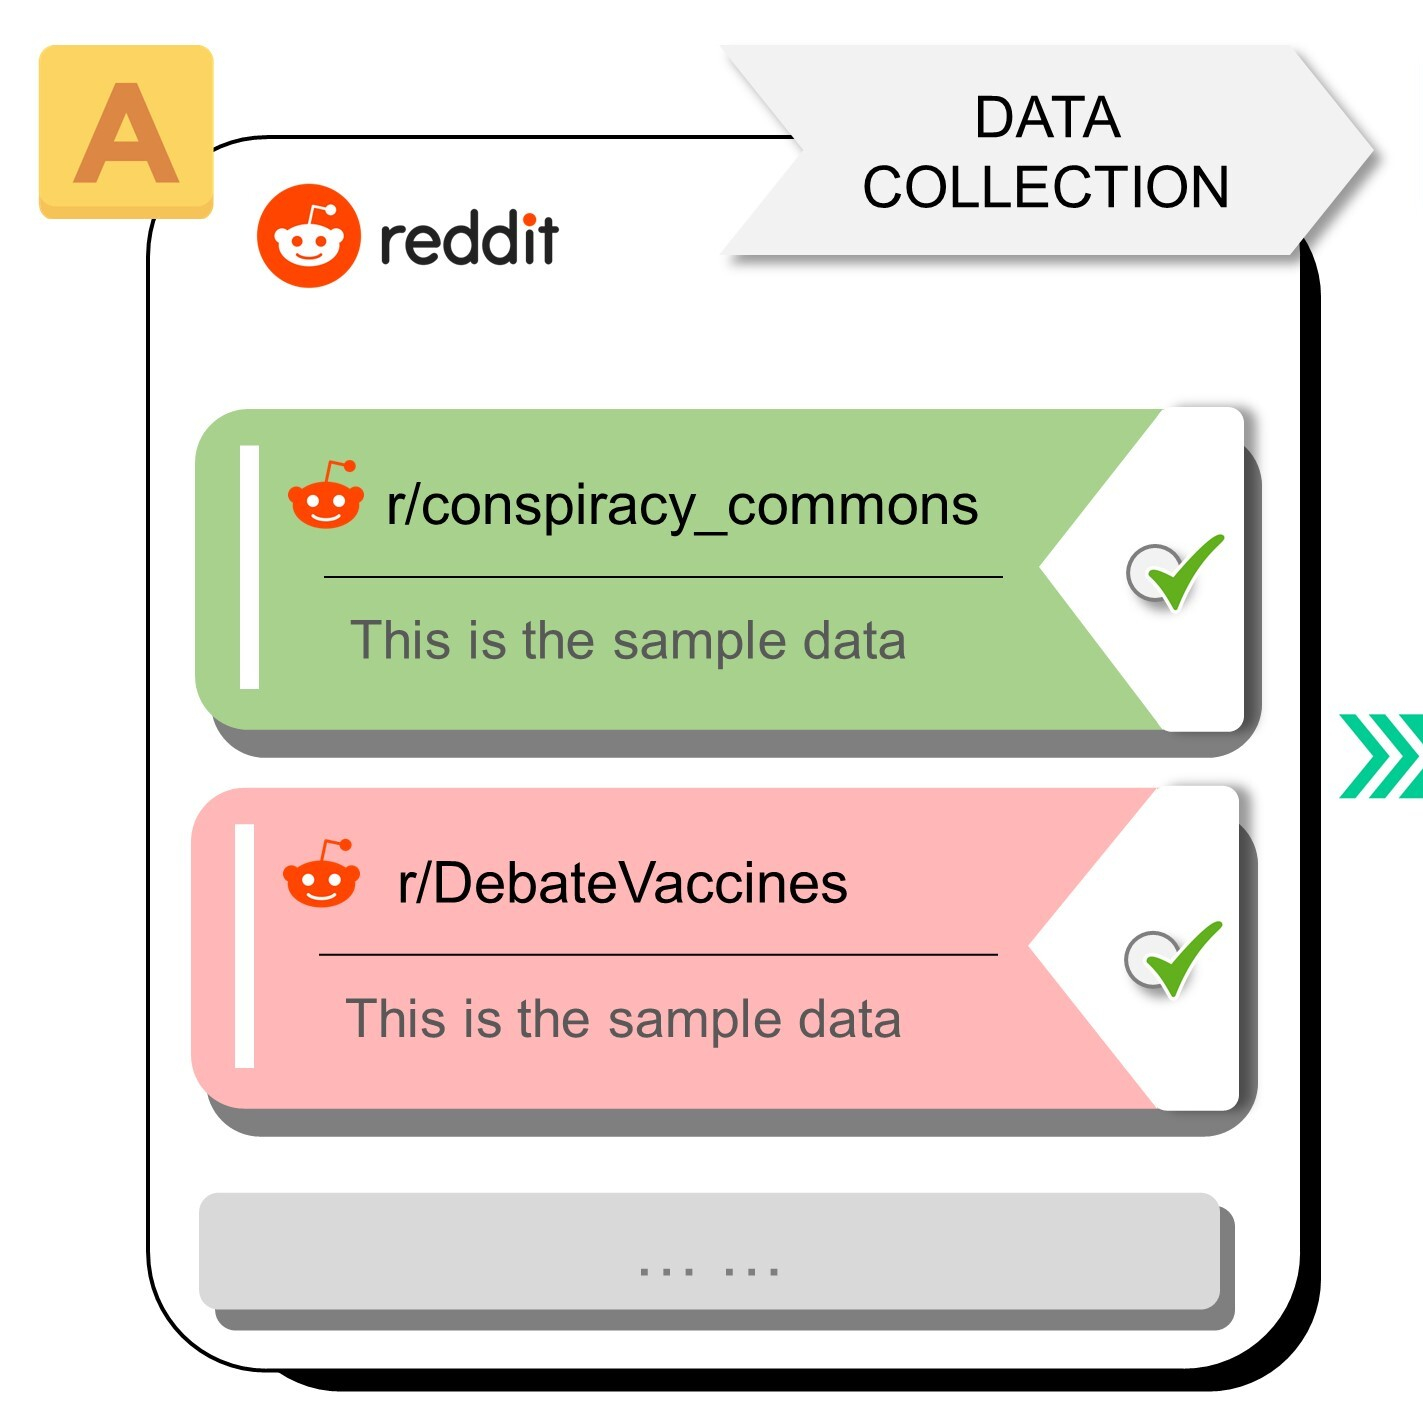 A
DATA
COLLECTION
reddit
r/conspiracy_commons
This is the sample data
r/DebateVaccines
This is the sample data
... ...